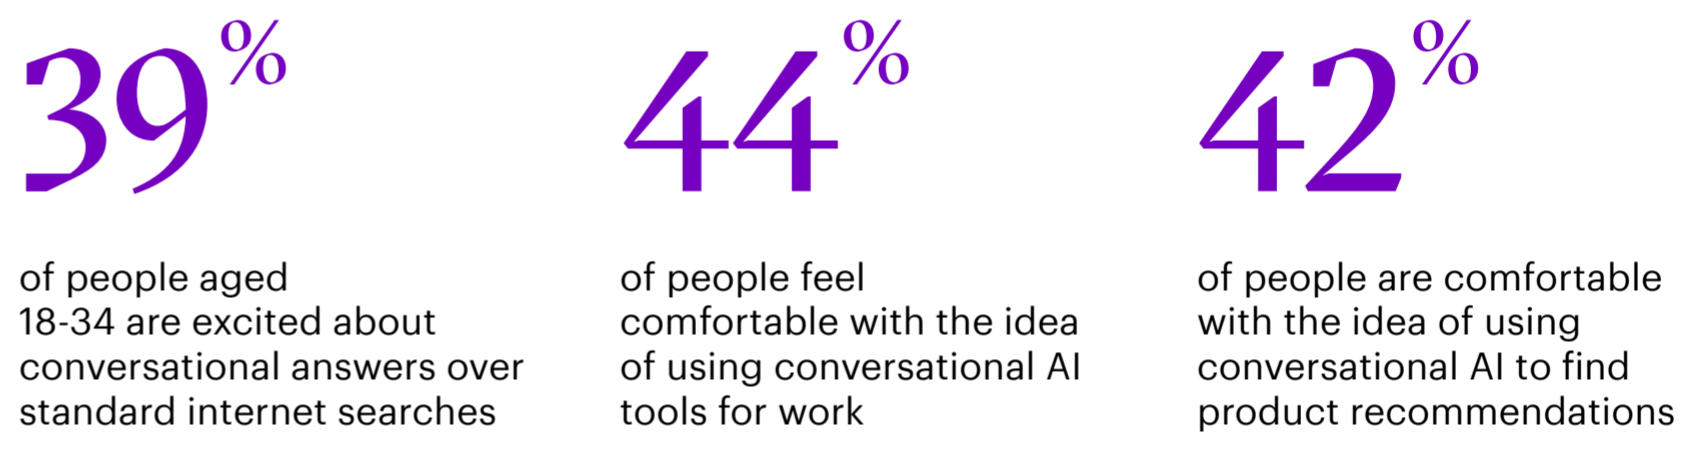 39%
of people aged
18-34 are excited about
conversational answers over
standard internet searches
44%
of people feel
comfortable with the idea
of using conversational AI
tools for work
42%
of people are comfortable
with the idea of using
conversational AI to find
product recommendations